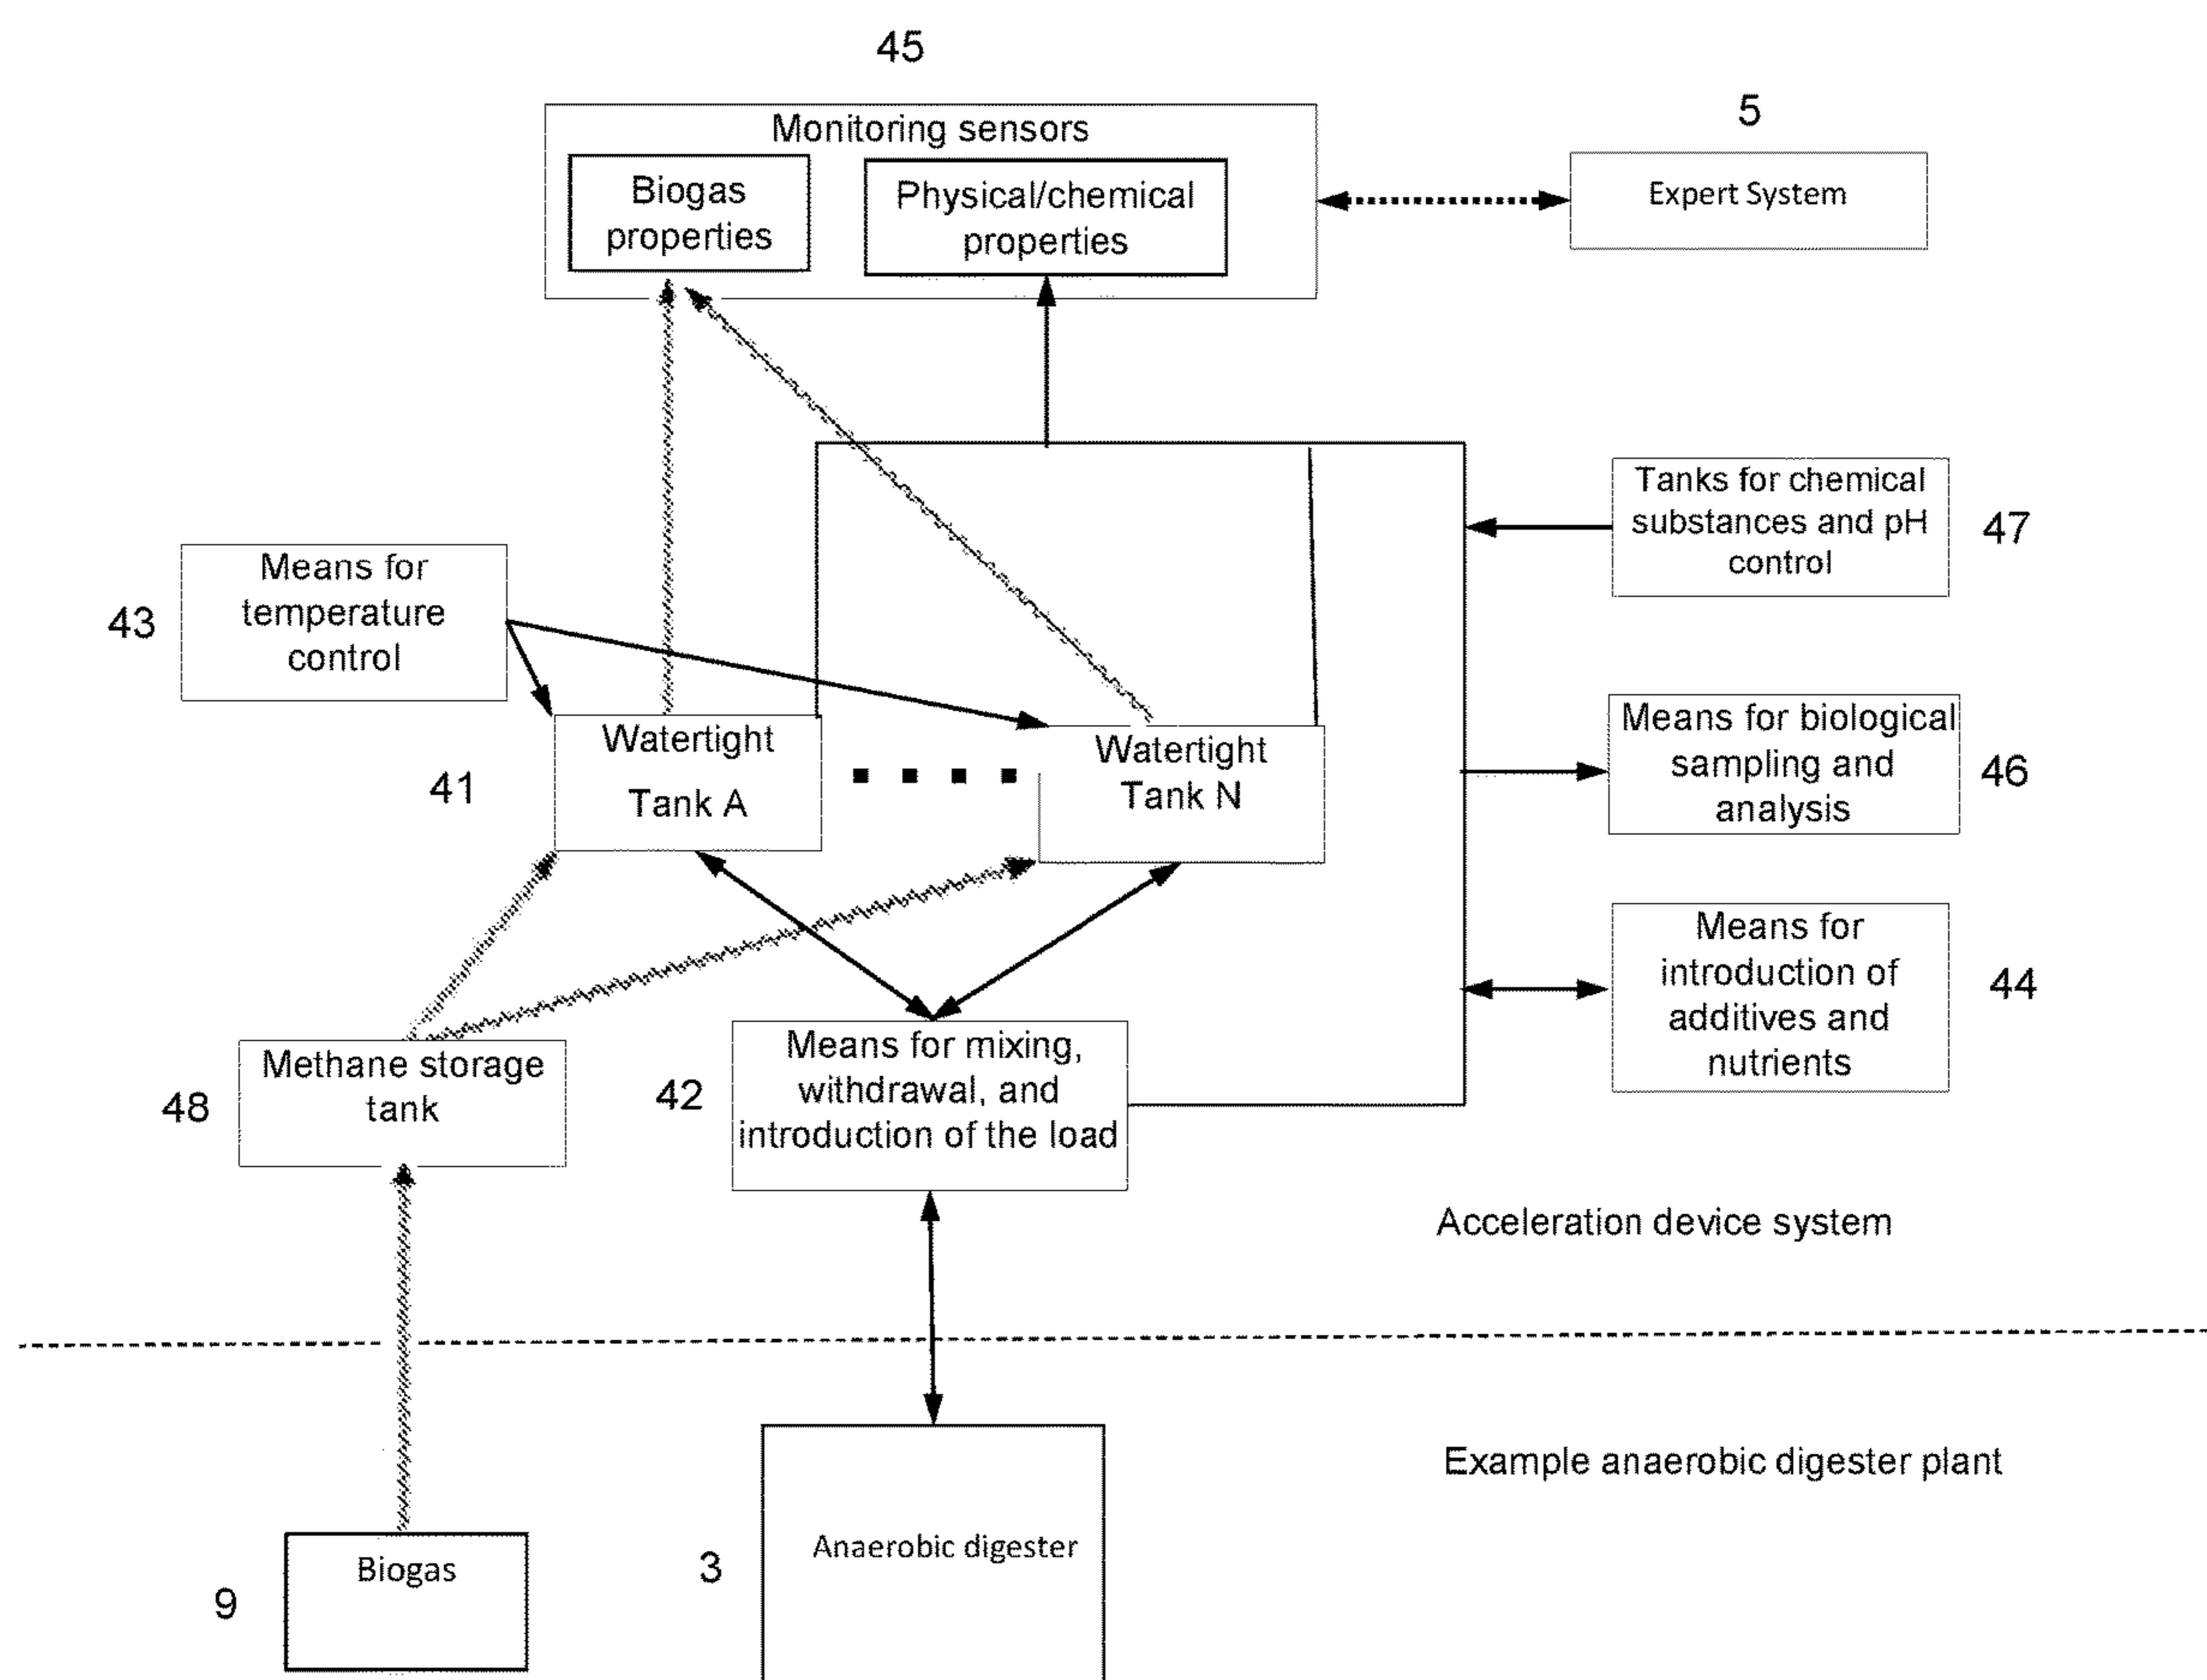 45
5
Monitoring sensors
Biogas
properties
Physical/chemical
properties
Expert System
Tanks for chemical
substances and pH
control
47
43
Means for
temperature
control
41
Watertight
Tank A
Watertight
Tank N
Means for biological
sampling and
analysis
46
Means for
introduction of
additives and
nutrients
44
48
Methane storage
tank
42
Means for mixing,
withdrawal, and
introduction of the load
Acceleration device system
Example anaerobic digester plant
9
Biogas
3
Anaerobic digester